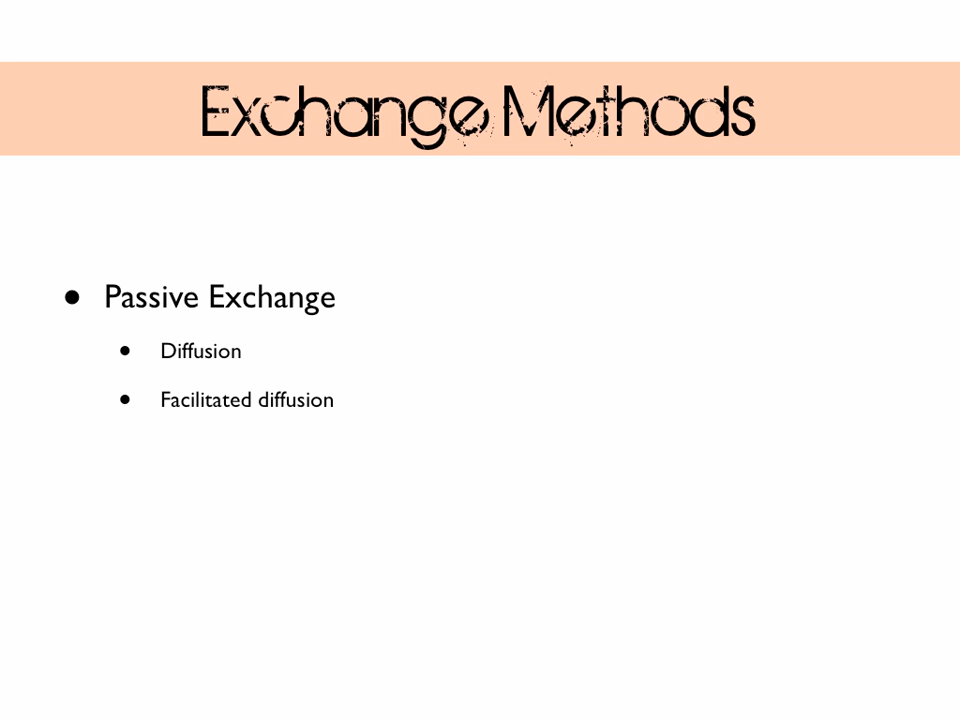 Exchange Methods
• Passive Exchange
• Diffusion
• Facilitated diffusion